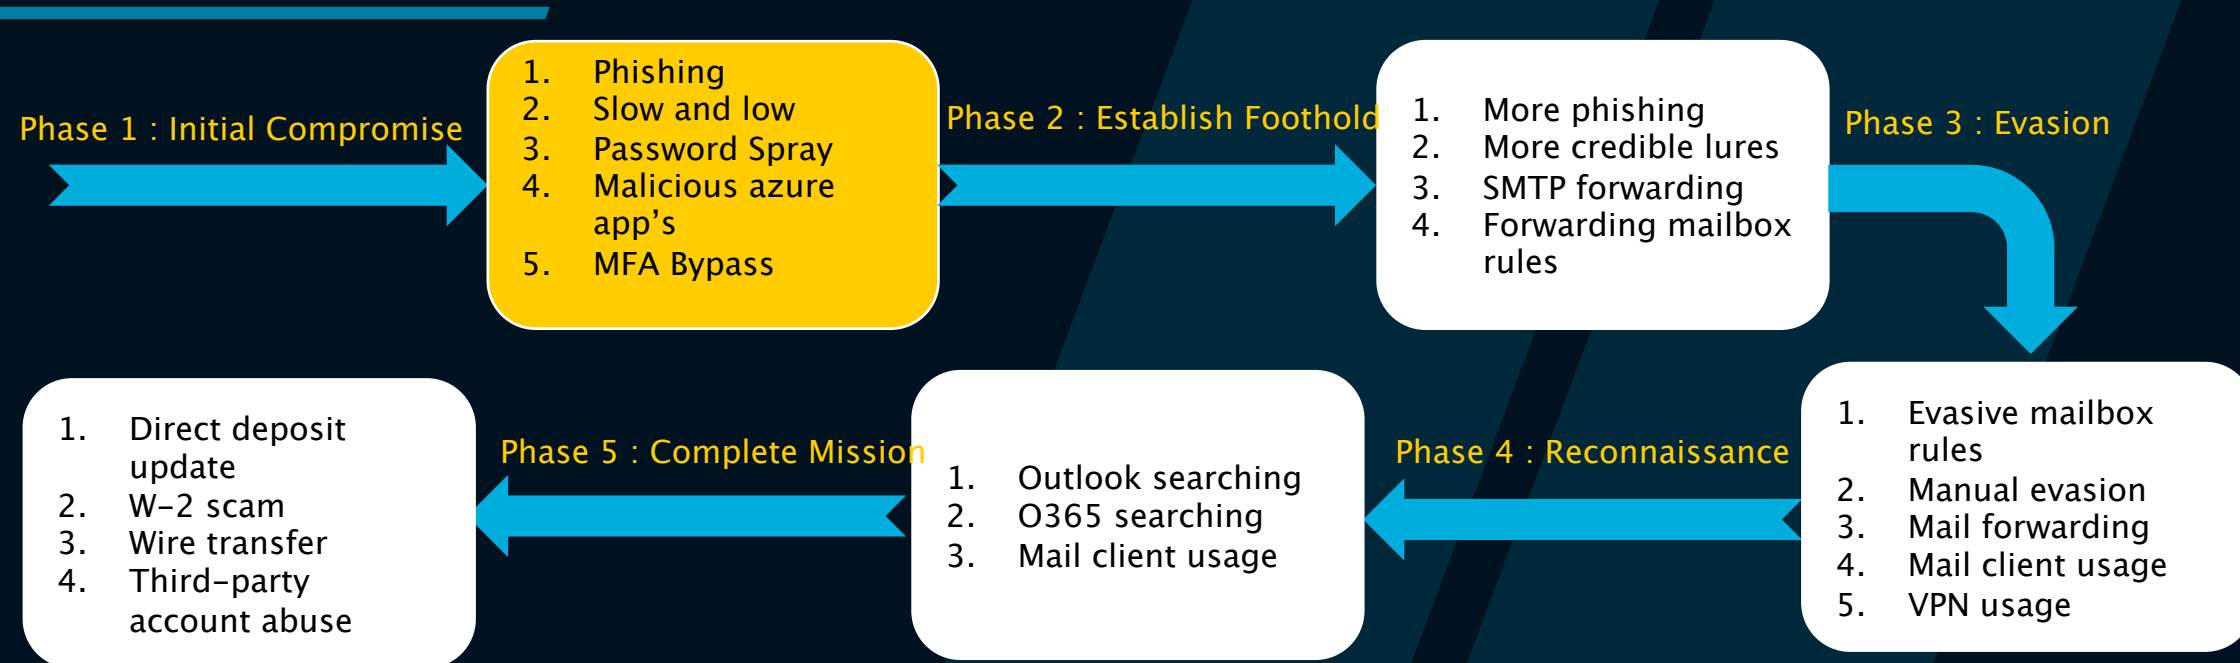 Phase 1 : Initial Compromise
1. Phishing
2. Slow and low
3. Password Spray
4. Malicious azure
app’s
5. MFA Bypass
Phase 2 : Establish Foothold
1. More phishing
2. More credible lures
3. SMTP forwarding
4. Forwarding mailbox
rules
Phase 3 : Evasion
1. Evasive mailbox
rules
2. Manual evasion
3. Mail forwarding
4. Mail client usage
5. VPN usage
Phase 4 : Reconnaissance
1. Outlook searching
2. O365 searching
3. Mail client usage
Phase 5 : Complete Mission
1. Direct deposit
update
2. W-2 scam
3. Wire transfer
4. Third-party
account abuse